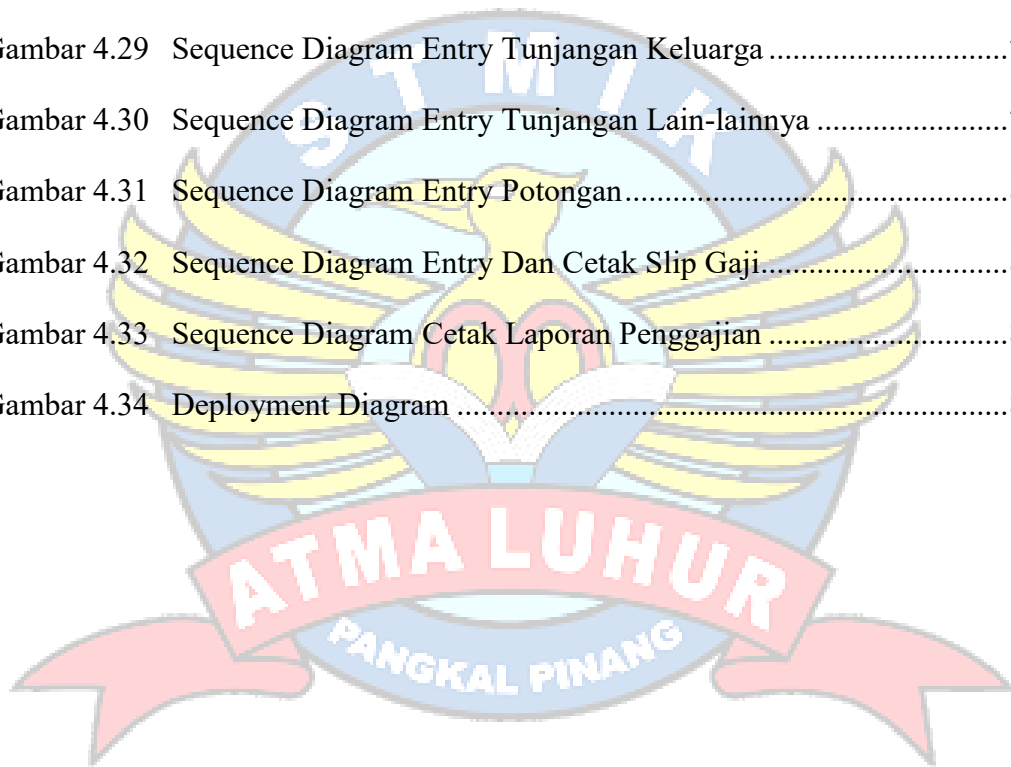 Gambar 4.29 Sequence Diagram Entry Tunjangan Keluarga ............................
Gambar 4.30 Sequence Diagram Entry Tunjangan Lain-lainnya ......................
Gambar 4.31 Sequence Diagram Entry Potongan............................................
Gambar 4.32 Sequence Diagram Entry Dan Cetak Slip Gaji............................
Gambar 4.33 Sequence Diagram Cetak Laporan Penggajian ...........................
Gambar 4.34 Deployment Diagram ................................................................
STMIK
ATMA LUHUR
PANGKAL PINANG